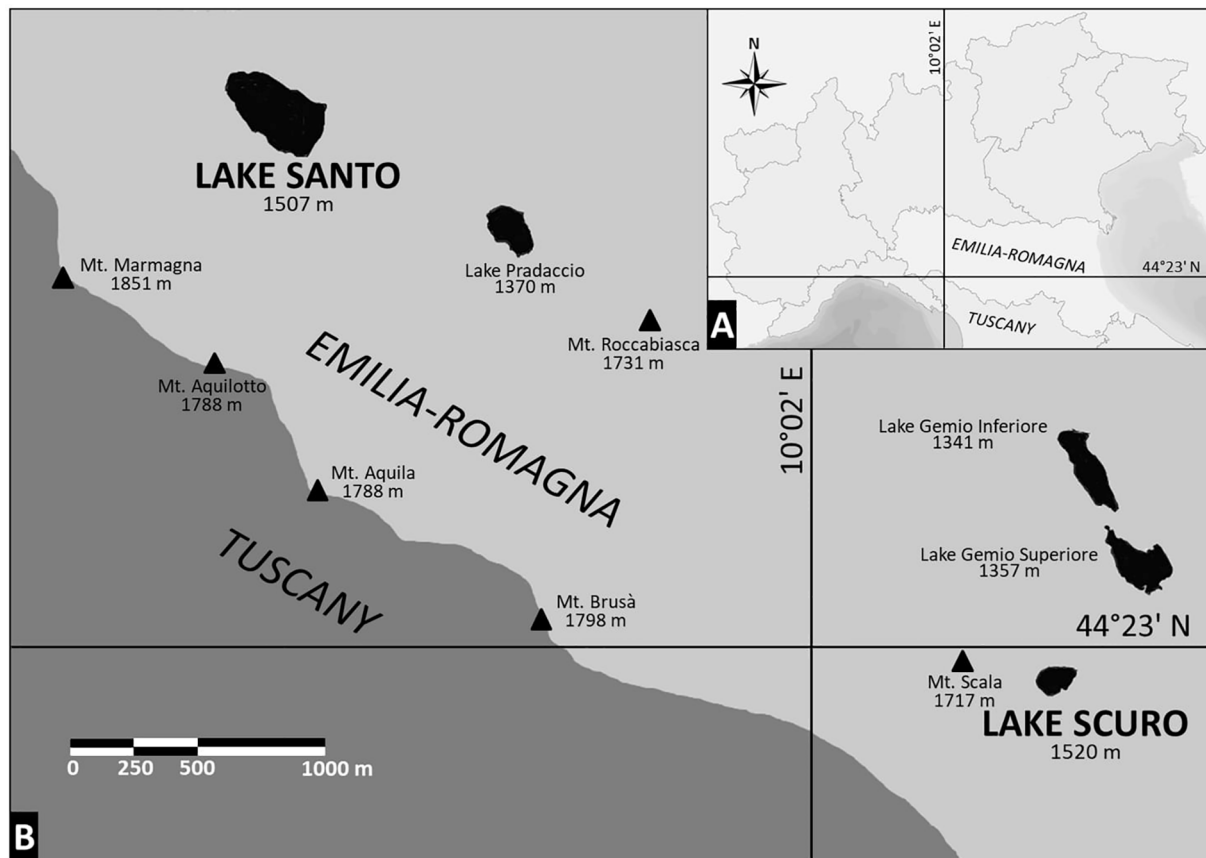 LAKE SANTO
1507 m
Lake Pradaccio
1370 m
Mt. Marmagna
1851 m
Mt. Roccabiasca
1731 m
Mt. Aquilotto
1788 m
EMILIA-ROMAGNA
Mt. Aquila
1788 m
TUSCANY
Mt. Brusà
1798 m
0 250 500 1000 m
B
N
10°02' E
EMILIA-ROMAGNA
44°23' N
TUSCANY
A
10°02' E
Lake Gemio Inferiore
1341 m
Lake Gemio Superiore
1357 m
44°23' N
Mt. Scala
1717 m
LAKE SCURO
1520 m